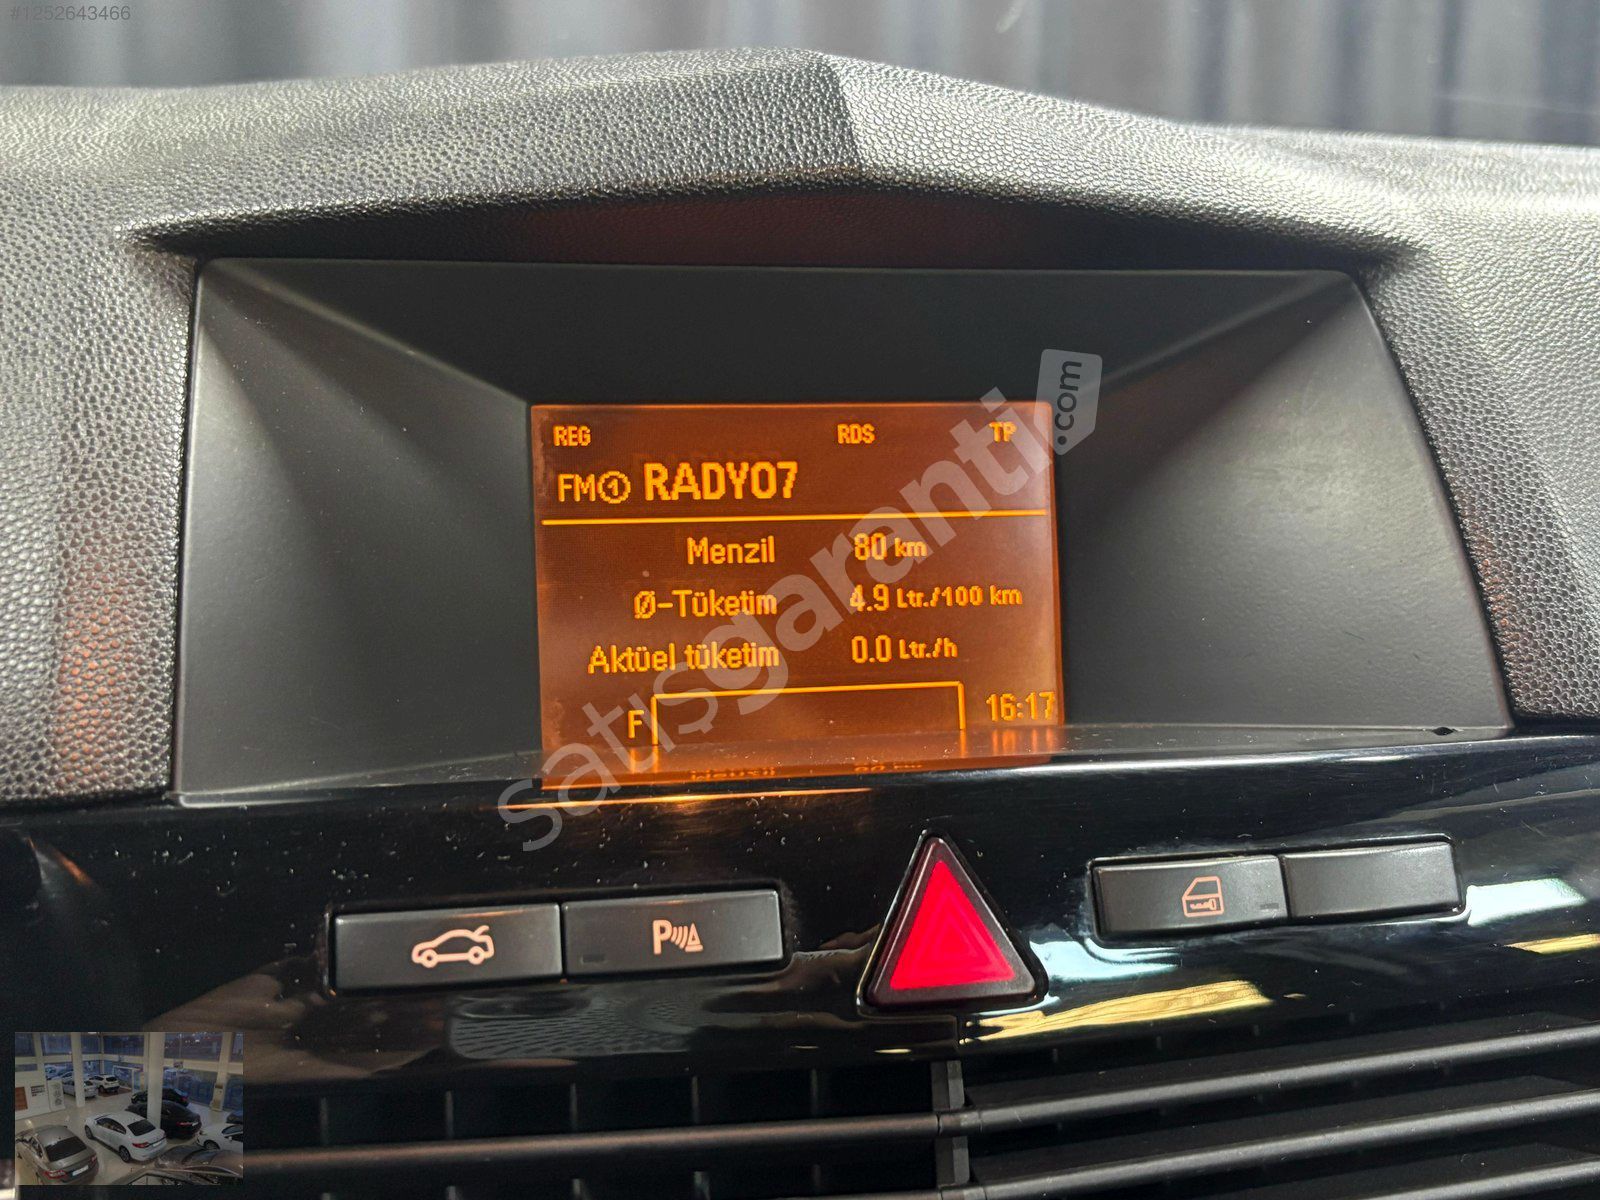 #1252643466
REG RDS TP
FM① RADYO7
Menzil 80 km
Ø-Tüketim 4.9 Ltr./100 km
Aktüel tüketim 0.0 Ltr./h
F 16:17
satışgaranti.com
P